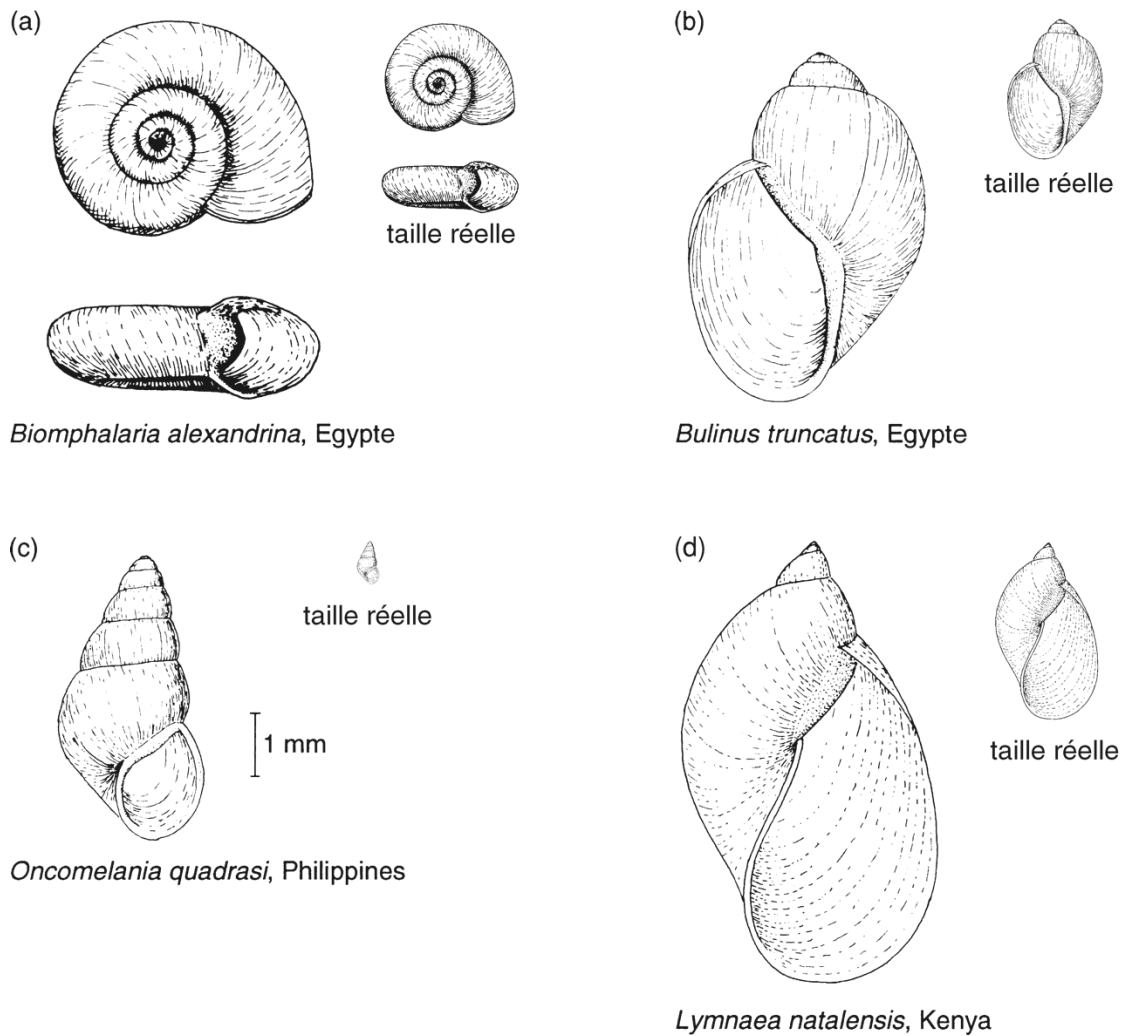 (a)
taille réelle
Biomphalaria alexandrina, Egypte
(b)
taille réelle
Bulinus truncatus, Egypte
(c)
taille réelle
1 mm
Oncomelania quadrasi, Philippines
(d)
taille réelle
Lymnaea natalensis, Kenya